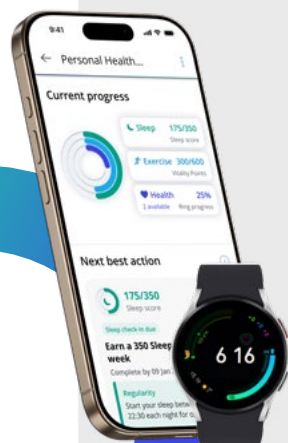 9:41
Personal Health...
Current progress
Sleep 175/350
Sleep score
Exercise 300/600
Vitality Points
Health 25%
2 available Ring progress
Next best action
175/350
Sleep score
Sleep check in due
Earn a 350 Sleep
week
Complete by 09 Jan
Regularity
Start your sleep betw
22:30 each night for
6 16